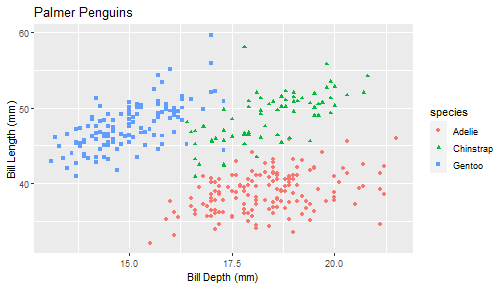 Palmer Penguins
60
50
40
Bill Length (mm)
15.0 17.5 20.0
Bill Depth (mm)
species
Adelie
Chinstrap
Gentoo